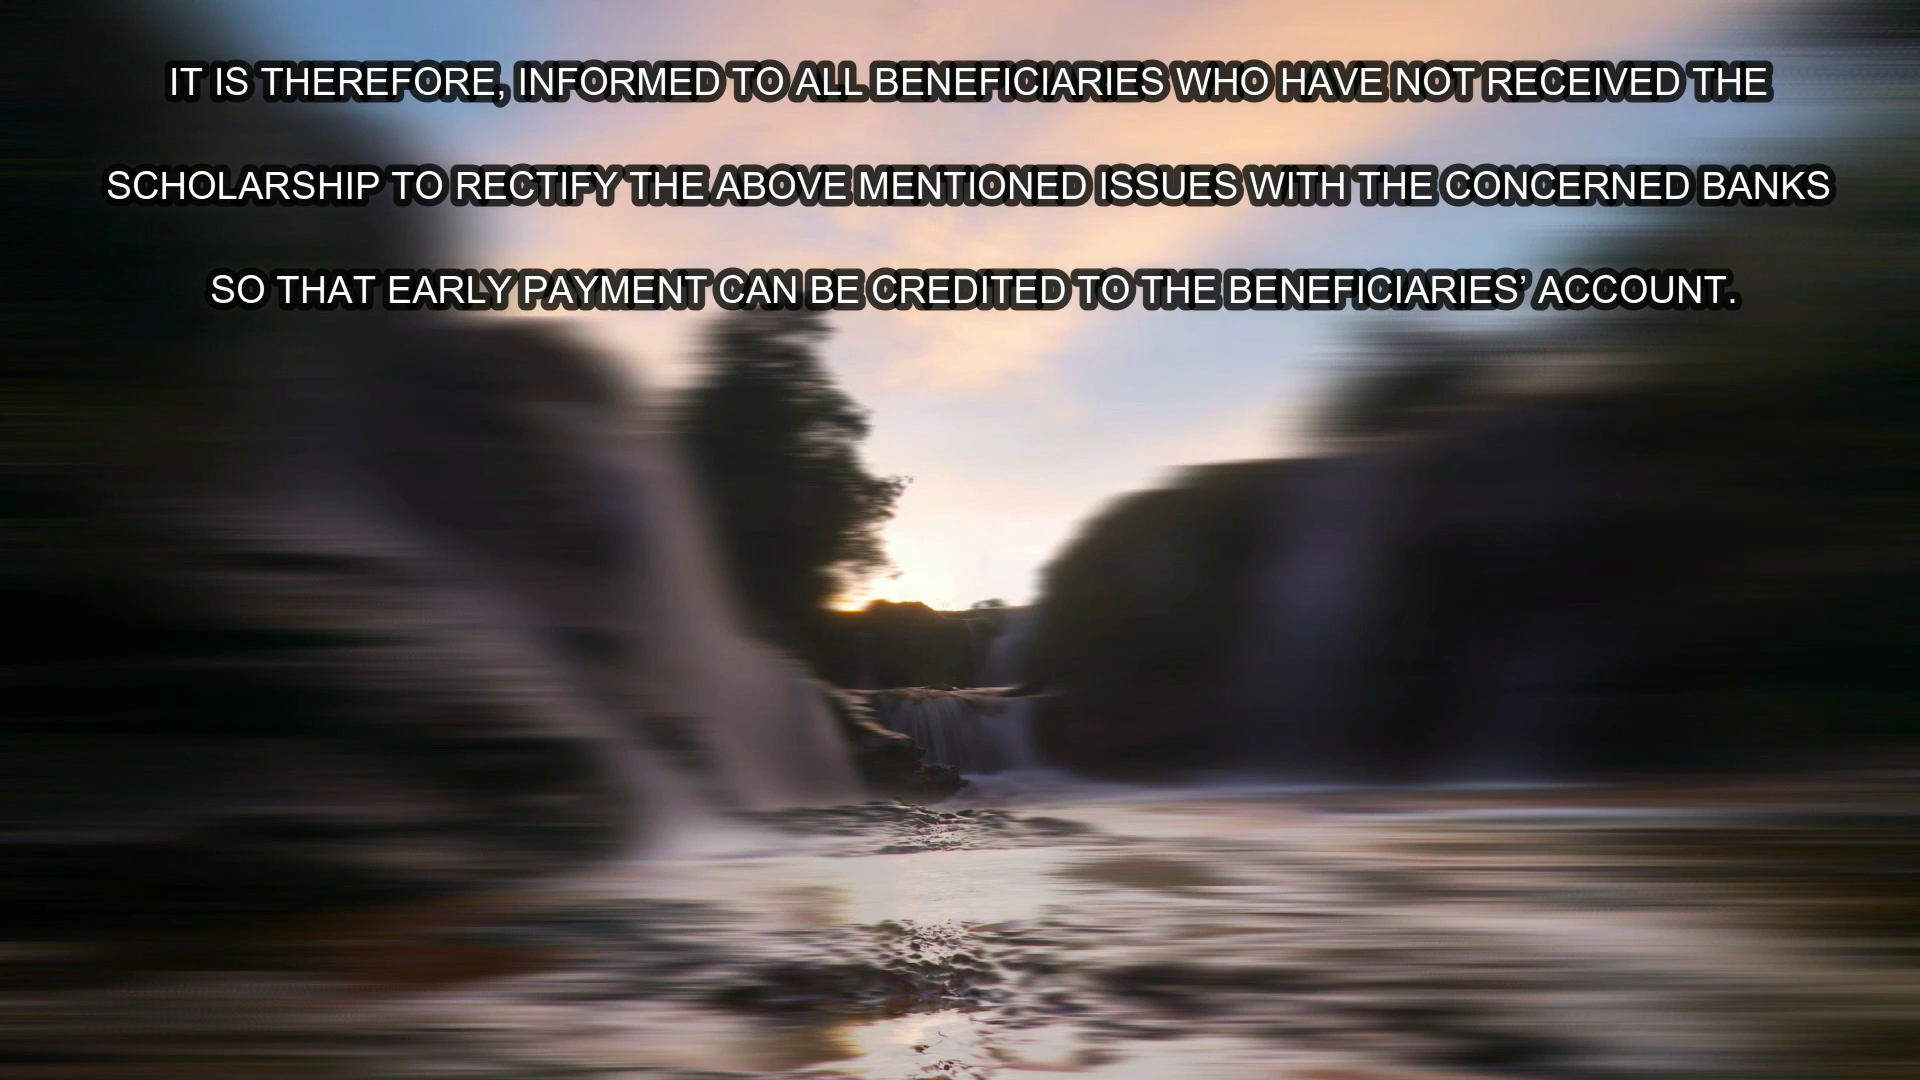 IT IS THEREFORE, INFORMED TO ALL BENEFICIARIES WHO HAVE NOT RECEIVED THE
SCHOLARSHIP TO RECTIFY THE ABOVE MENTIONED ISSUES WITH THE CONCERNED BANKS
SO THAT EARLY PAYMENT CAN BE CREDITED TO THE BENEFICIARIES’ ACCOUNT.